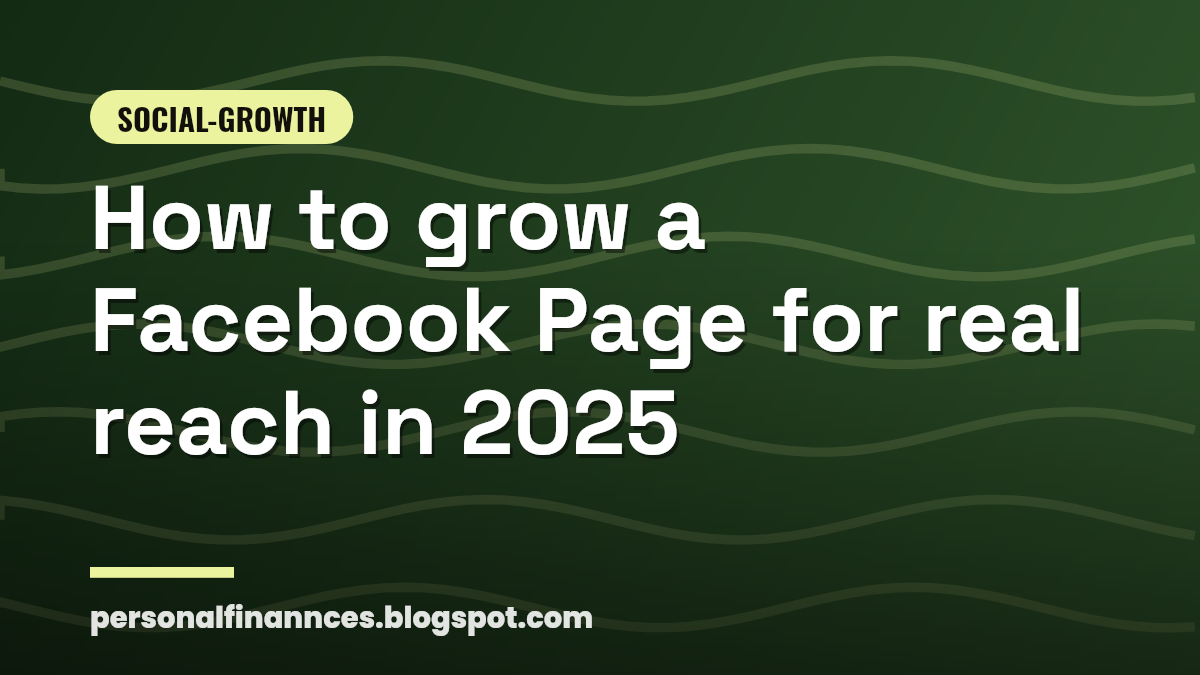 SOCIAL-GROWTH
How to grow a
Facebook Page for real
reach in 2025
personalfinannces.blogspot.com